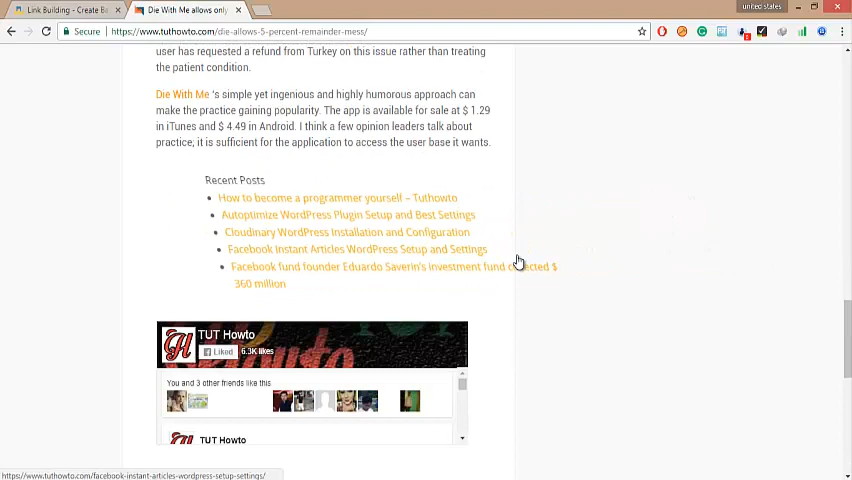 united states
Link Building - Create Be
Die With Me allows only
Secure
https://www.tuthowto.com/die-allows-5-percent-remainder-mess/
user has requested a refund from Turkey on this issue rather than treating
the patient condition.
Die With Me 's simple yet ingenious and highly humorous approach can
make the practice gaining popularity. The app is available for sale at $ 1.29
in iTunes and $ 4.49 in Android. I think a few opinion leaders talk about
practice; it is sufficient for the application to access the user base it wants.
Recent Posts
How to become a programmer yourself – Tuthowto
Autoptimize WordPress Plugin Setup and Best Settings
Cloudinary WordPress Installation and Configuration
Facebook Instant Articles WordPress Setup and Settings
Facebook fund founder Eduardo Saverin's investment fund collected $
360 million
TUT Howto
Liked 6.3K likes
You and 3 other friends like this
TUT Howto
https://www.tuthowto.com/facebook-instant-articles-wordpress-setup-settings/